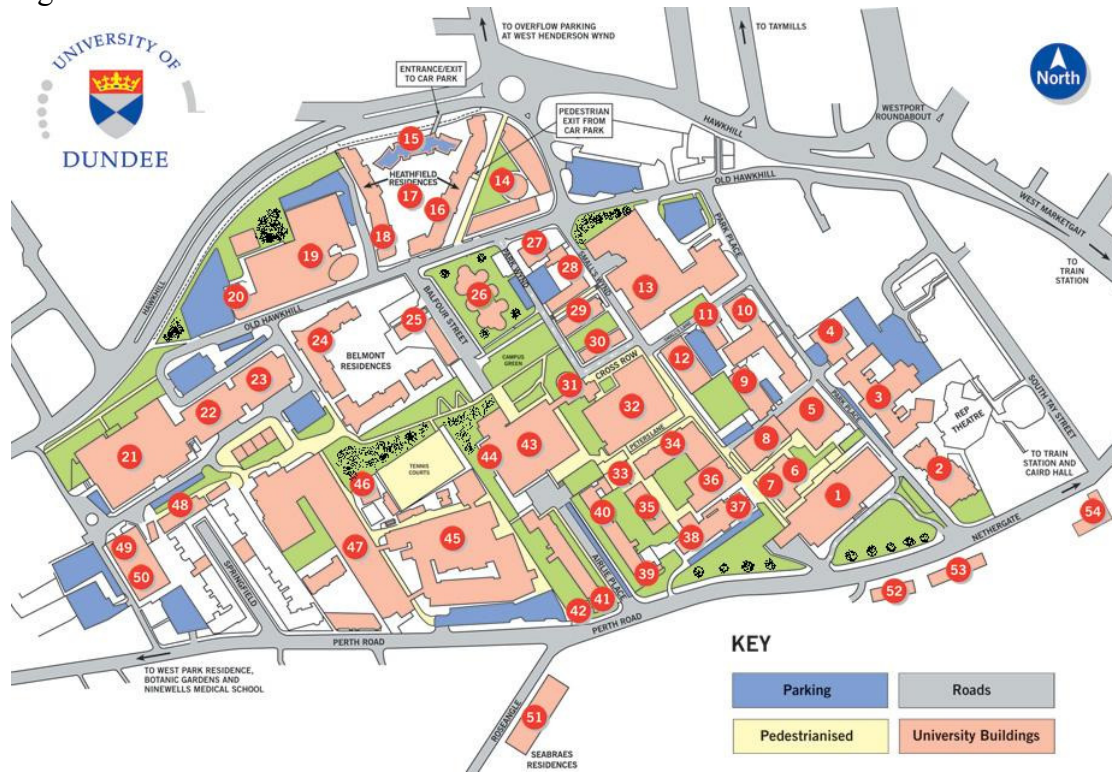 UNIVERSITY OF
DUNDEE
TO OVERFLOW PARKING
AT WEST HENDERSON WYND
TO TAYMILLS
North
ENTRANCE/EXIT
TO CAR PARK
PEDESTRIAN
EXIT FROM
CAR PARK
WESTPORT
ROUNDABOUT
HAWKHILL
15
HEATHFIELD
RESIDENCES
17
16
14
18
OLD HAWKHILL
WEST MARKETGAIT
TO
TRAIN
STATION
PARK PLACE
27
28
SMALL'S WYND
13
19
20
HAWKHILL
OLD HAWKHILL
26
PARK WYND
BALFOUR STREET
29
30
11
10
4
25
24
BELMONT
RESIDENCES
CAMPUS
GREEN
CROSS ROW
12
9
3
23
22
31
32
5
PARK PLACE
REP
THEATRE
SOUTH TAY STREET
21
43
44
PETERS LANE
34
8
6
7
TENNIS
COURTS
46
33
36
1
2
TO TRAIN
STATION AND
CAIRD HALL
48
40
35
37
38
54
45
47
49
50
SPRINGFIELD
39
AIRLIE PLACE
41
42
NETHERGATE
53
52
PERTH ROAD
PERTH ROAD
TO WEST PARK RESIDENCE,
BOTANIC GARDENS AND
NINEWELLS MEDICAL SCHOOL
ROSEANGLE
51
SEABRAES
RESIDENCES
KEY
Parking
Roads
Pedestrianised
University Buildings